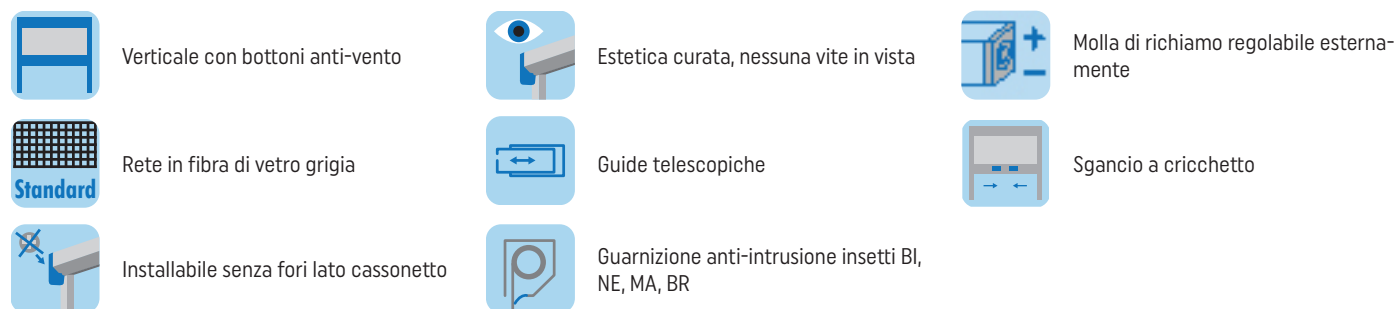 Verticale con bottoni anti-vento
Estetica curata, nessuna vite in vista
Molla di richiamo regolabile esterna-
mente
Standard
Rete in fibra di vetro grigia
Guide telescopiche
Sgancio a cricchetto
Installabile senza fori lato cassonetto
Guarnizione anti-intrusione insetti BI,
NE, MA, BR